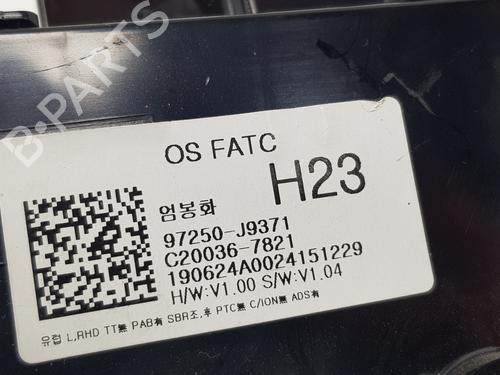 B-PARTS
OS FATC
H23
엄봉화
97250-J9371
C20036-7821
190624A0024151229
H/W:V1.00 S/W:V1.04
유럽 L,RHD TT無 PAB有 SBR조,후 PTC無 C/ION無 ADS有